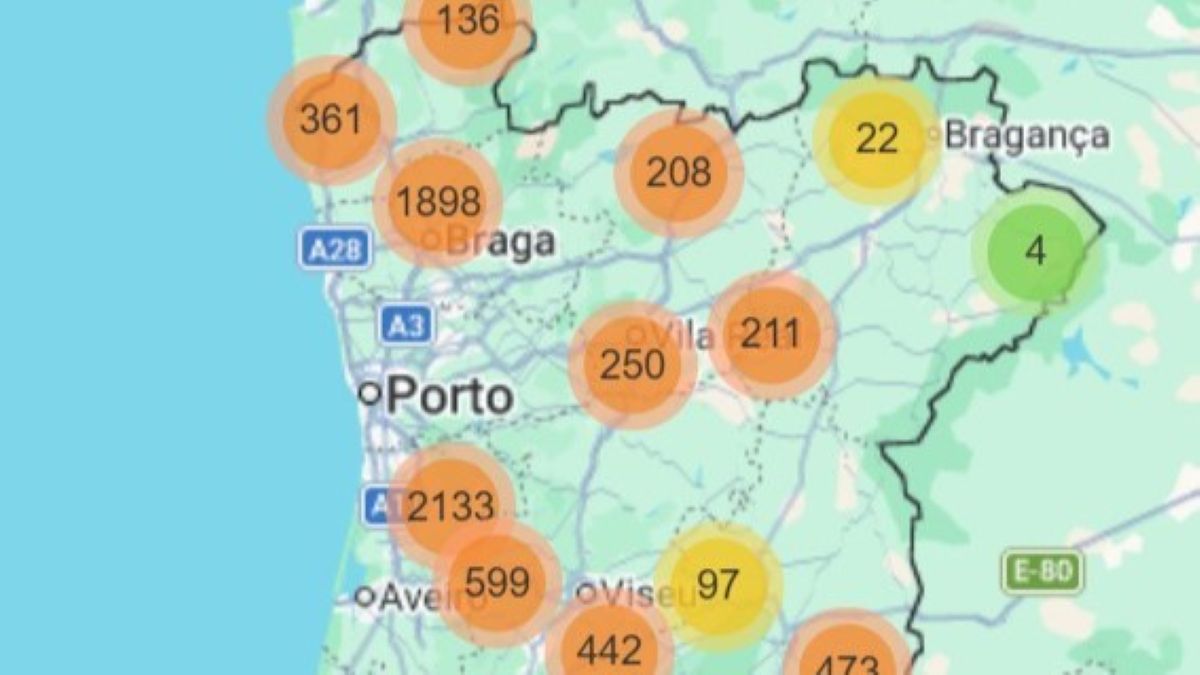 136
361
22
Bragança
208
1898
Braga
A28
4
A3
Vila
211
250
Porto
A1
2133
599
Aveiro
Viseu
97
E-80
442
473